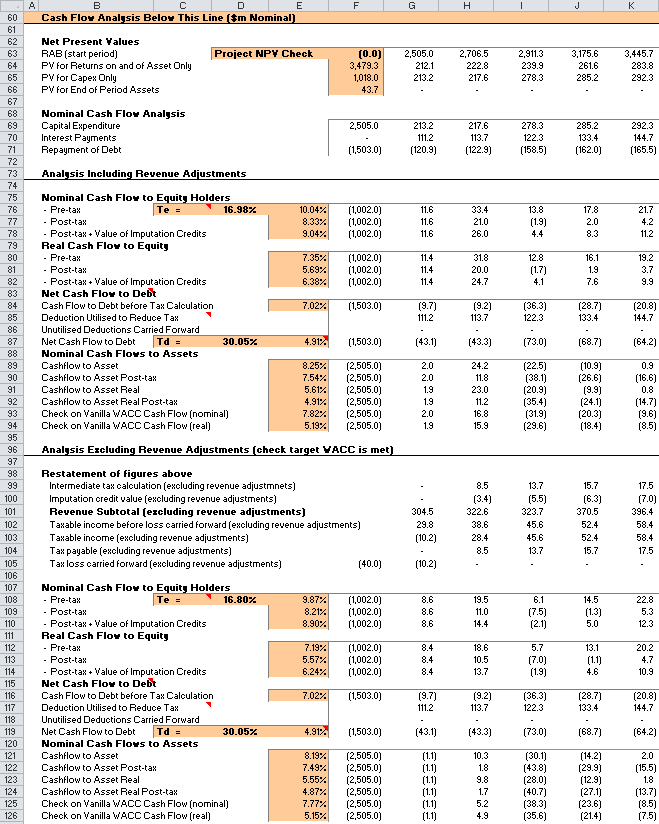 A B C D E F G H I J K
60 Cash Flow Analysis Below This Line ($m Nominal)
61
62 Net Present Values
63 RAB (start period) Project NPV Check (0.0) 2,505.0 2,706.5 2,911.3 3,175.6 3,445.7
64 PV for Returns on and of Asset Only 3,479.3 212.1 222.8 239.9 261.6 283.8
65 PV for Capex Only 1,018.0 213.2 217.6 278.3 285.2 292.3
66 PV for End of Period Assets 43.7 - - - - -
67
68 Nominal Cash Flow Analysis
69 Capital Expenditure 2,505.0 213.2 217.6 278.3 285.2 292.3
70 Interest Payments - 111.2 113.7 122.3 133.4 144.7
71 Repayment of Debt (1,503.0) (120.9) (122.9) (158.5) (162.0) (165.5)
72
73 Analysis Including Revenue Adjustments
74
75 Nominal Cash Flow to Equity Holders
76 - Pre-tax Te = 16.98% 10.04% (1,002.0) 11.6 33.4 13.8 17.8 21.7
77 - Post-tax 8.33% (1,002.0) 11.6 21.0 (1.9) 2.0 4.2
78 - Post-tax + Value of Imputation Credits 9.04% (1,002.0) 11.6 26.0 4.4 8.3 11.2
79 Real Cash Flow to Equity
80 - Pre-tax 7.35% (1,002.0) 11.4 31.8 12.8 16.1 19.2
81 - Post-tax 5.69% (1,002.0) 11.4 20.0 (1.7) 1.9 3.7
82 - Post-tax + Value of Imputation Credits 6.38% (1,002.0) 11.4 24.7 4.1 7.6 9.9
83 Net Cash Flow to Debt
84 Cash Flow to Debt before Tax Calculation 7.02% (1,503.0) (9.7) (9.2) (36.3) (28.7) (20.8)
85 Deduction Utilised to Reduce Tax 111.2 113.7 122.3 133.4 144.7
86 Unutilised Deductions Carried Forward - - - - -
87 Net Cash Flow to Debt Td = 30.05% 4.91% (1,503.0) (43.1) (43.3) (73.0) (68.7) (64.2)
88 Nominal Cash Flows to Assets
89 Cashflow to Asset 8.25% (2,505.0) 2.0 24.2 (22.5) (10.9) 0.9
90 Cashflow to Asset Post-tax 7.54% (2,505.0) 2.0 11.8 (38.1) (26.6) (16.6)
91 Cashflow to Asset Real 5.61% (2,505.0) 1.9 23.0 (20.9) (9.9) 0.8
92 Cashflow to Asset Real Post-tax 4.91% (2,505.0) 1.9 11.2 (35.4) (24.1) (14.7)
93 Check on Vanilla WACC Cash Flow (nominal) 7.82% (2,505.0) 2.0 16.8 (31.9) (20.3) (9.6)
94 Check on Vanilla WACC Cash Flow (real) 5.19% (2,505.0) 1.9 15.9 (29.6) (18.4) (8.5)
95
96 Analysis Excluding Revenue Adjustments (check target WACC is met)
97
98 Restatement of figures above
99 Intermediate tax calculation (excluding revenue adjustmnets) - 8.5 13.7 15.7 17.5
100 Imputation credit value (excluding revenue adjustments) - (3.4) (5.5) (6.3) (7.0)
101 Revenue Subtotal (excluding revenue adjustments) 304.5 322.6 323.7 370.5 396.4
102 Taxable income before loss carried forward (excluding revenue adjustments) 29.8 38.6 45.6 52.4 58.4
103 Taxable income (excluding revenue adjustments) (10.2) 28.4 45.6 52.4 58.4
104 Tax payable (excluding revenue adjustments) - 8.5 13.7 15.7 17.5
105 Tax loss carried forward (excluding revenue adjustments) (40.0) (10.2) - - - -
106
107 Nominal Cash Flow to Equity Holders
108 - Pre-tax Te = 16.80% 9.87% (1,002.0) 8.6 19.5 6.1 14.5 22.8
109 - Post-tax 8.21% (1,002.0) 8.6 11.0 (7.5) (1.3) 5.3
110 - Post-tax + Value of Imputation Credits 8.90% (1,002.0) 8.6 14.4 (2.1) 5.0 12.3
111 Real Cash Flow to Equity
112 - Pre-tax 7.19% (1,002.0) 8.4 18.6 5.7 13.1 20.2
113 - Post-tax 5.57% (1,002.0) 8.4 10.5 (7.0) (1.1) 4.7
114 - Post-tax + Value of Imputation Credits 6.24% (1,002.0) 8.4 13.7 (1.9) 4.6 10.9
115 Net Cash Flow to Debt
116 Cash Flow to Debt before Tax Calculation 7.02% (1,503.0) (9.7) (9.2) (36.3) (28.7) (20.8)
117 Deduction Utilised to Reduce Tax 111.2 113.7 122.3 133.4 144.7
118 Unutilised Deductions Carried Forward - - - - -
119 Net Cash Flow to Debt Td = 30.05% 4.91% (1,503.0) (43.1) (43.3) (73.0) (68.7) (64.2)
120 Nominal Cash Flows to Assets
121 Cashflow to Asset 8.19% (2,505.0) (1.1) 10.3 (30.1) (14.2) 2.0
122 Cashflow to Asset Post-tax 7.49% (2,505.0) (1.1) 1.8 (43.8) (29.9) (15.5)
123 Cashflow to Asset Real 5.55% (2,505.0) (1.1) 9.8 (28.0) (12.9) 1.8
124 Cashflow to Asset Real Post-tax 4.87% (2,505.0) (1.1) 1.7 (40.7) (27.1) (13.7)
125 Check on Vanilla WACC Cash Flow (nominal) 7.77% (2,505.0) (1.1) 5.2 (38.3) (23.6) (8.5)
126 Check on Vanilla WACC Cash Flow (real) 5.15% (2,505.0) (1.1) 4.9 (35.6) (21.4) (7.5)